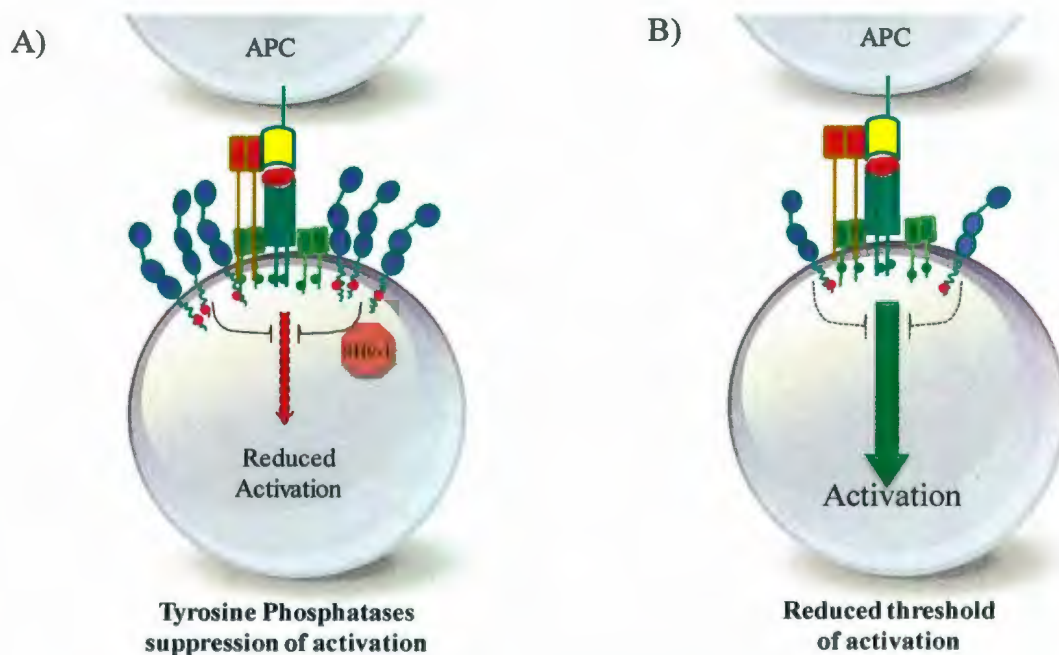 A)
APC
Reduced
Activation
Tyrosine Phosphatases
suppression of activation
B)
APC
Activation
Reduced threshold
of activation